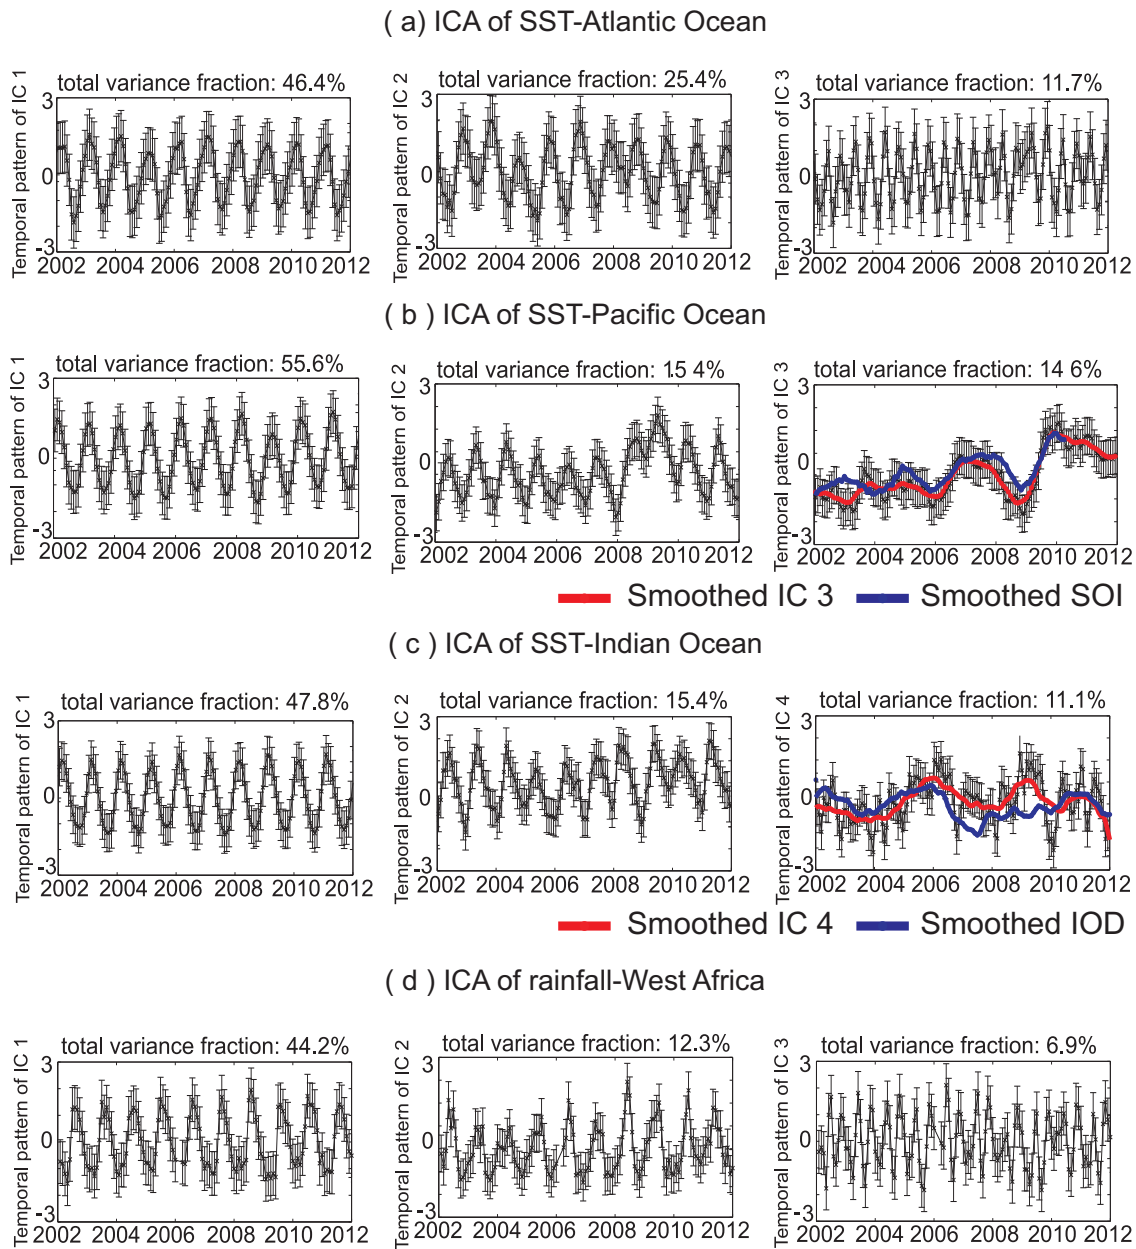 ( a) ICA of SST-Atlantic Ocean
total variance fraction: 46.4%
Temporal pattern of IC 1
3
0
-3
2002 2004 2006 2008 2010 2012
total variance fraction: 25.4%
Temporal pattern of IC 2
3
0
-3
2002 2004 2006 2008 2010 2012
total variance fraction: 11.7%
Temporal pattern of IC 3
3
0
-3
2002 2004 2006 2008 2010 2012
( b ) ICA of SST-Pacific Ocean
total variance fraction: 55.6%
Temporal pattern of IC 1
3
0
-3
2002 2004 2006 2008 2010 2012
total variance fraction: 15 4%
Temporal pattern of IC 2
3
0
-3
2002 2004 2006 2008 2010 2012
total variance fraction: 14 6%
Temporal pattern of IC 3
3
0
-3
2002 2004 2006 2008 2010 2012
Smoothed IC 3 Smoothed SOI
( c ) ICA of SST-Indian Ocean
total variance fraction: 47.8%
Temporal pattern of IC 1
3
0
-3
2002 2004 2006 2008 2010 2012
total variance fraction: 15.4%
Temporal pattern of IC 2
3
0
-3
2002 2004 2006 2008 2010 2012
total variance fraction: 11.1%
Temporal pattern of IC 4
3
0
-3
2002 2004 2006 2008 2010 2012
Smoothed IC 4 Smoothed IOD
( d ) ICA of rainfall-West Africa
total variance fraction: 44.2%
Temporal pattern of IC 1
3
0
-3
2002 2004 2006 2008 2010 2012
total variance fraction: 12.3%
Temporal pattern of IC 2
3
0
-3
2002 2004 2006 2008 2010 2012
total variance fraction: 6.9%
Temporal pattern of IC 3
3
0
-3
2002 2004 2006 2008 2010 2012